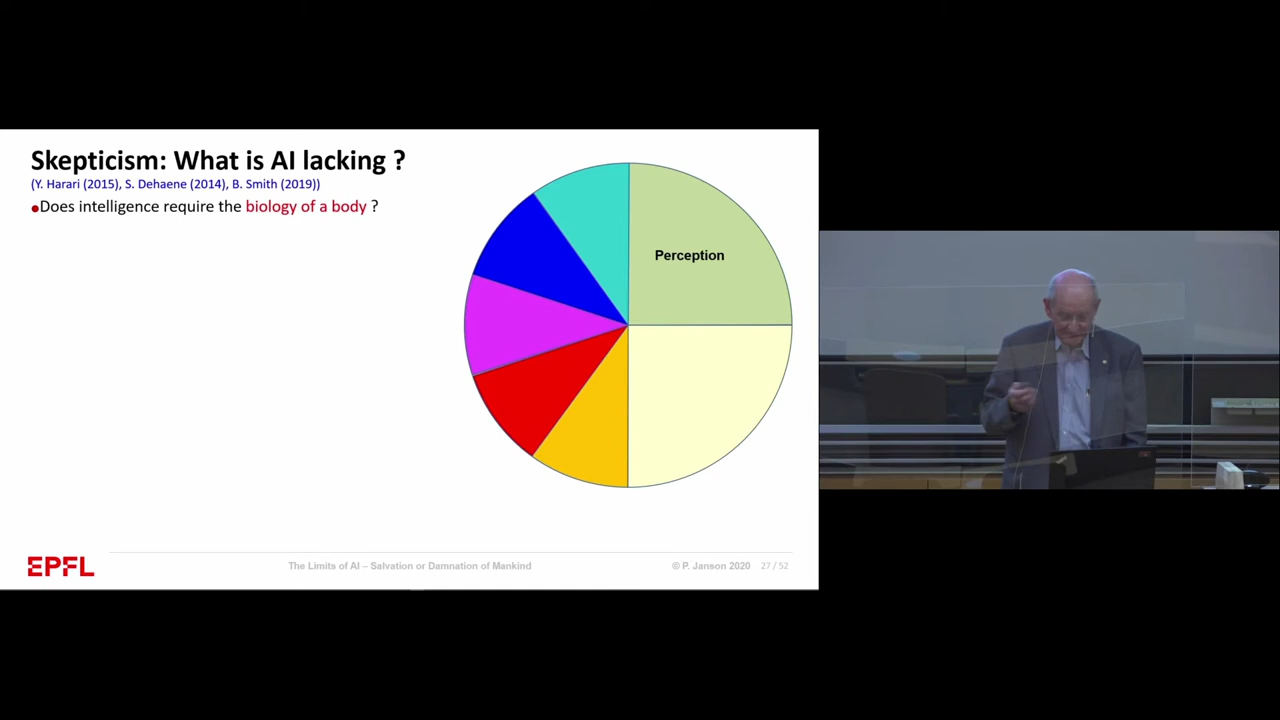 Skepticism: What is AI lacking ?
(Y. Harari (2015), S. Dehaene (2014), B. Smith (2019))
●Does intelligence require the biology of a body ?
Perception
EPFL
The Limits of AI – Salvation or Damnation of Mankind
© P. Janson 2020
27 / 52